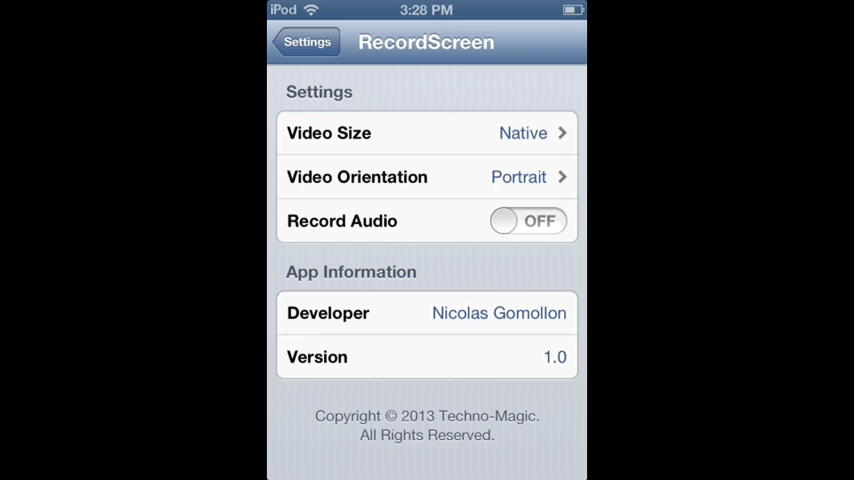 iPod 3:28 PM
Settings RecordScreen
Settings
Video Size Native
Video Orientation Portrait
Record Audio OFF
App Information
Developer Nicolas Gomollon
Version 1.0
Copyright © 2013 Techno-Magic.
All Rights Reserved.